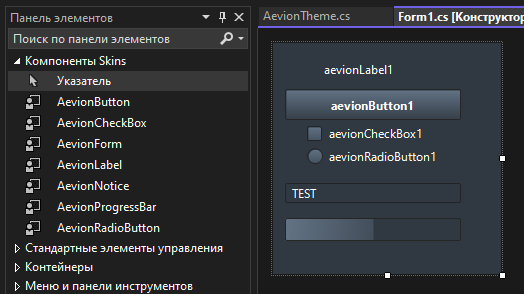 Панель элементов
Поиск по панели элементов
Компоненты Skins
Указатель
AevionButton
AevionCheckBox
AevionForm
AevionLabel
AevionNotice
AevionProgressBar
AevionRadioButton
Стандартные элементы управления
Контейнеры
Меню и панели инструментов
AevionTheme.cs
Form1.cs [Конструктор
aevionLabel1
aevionButton1
aevionCheckBox1
aevionRadioButton1
TEST